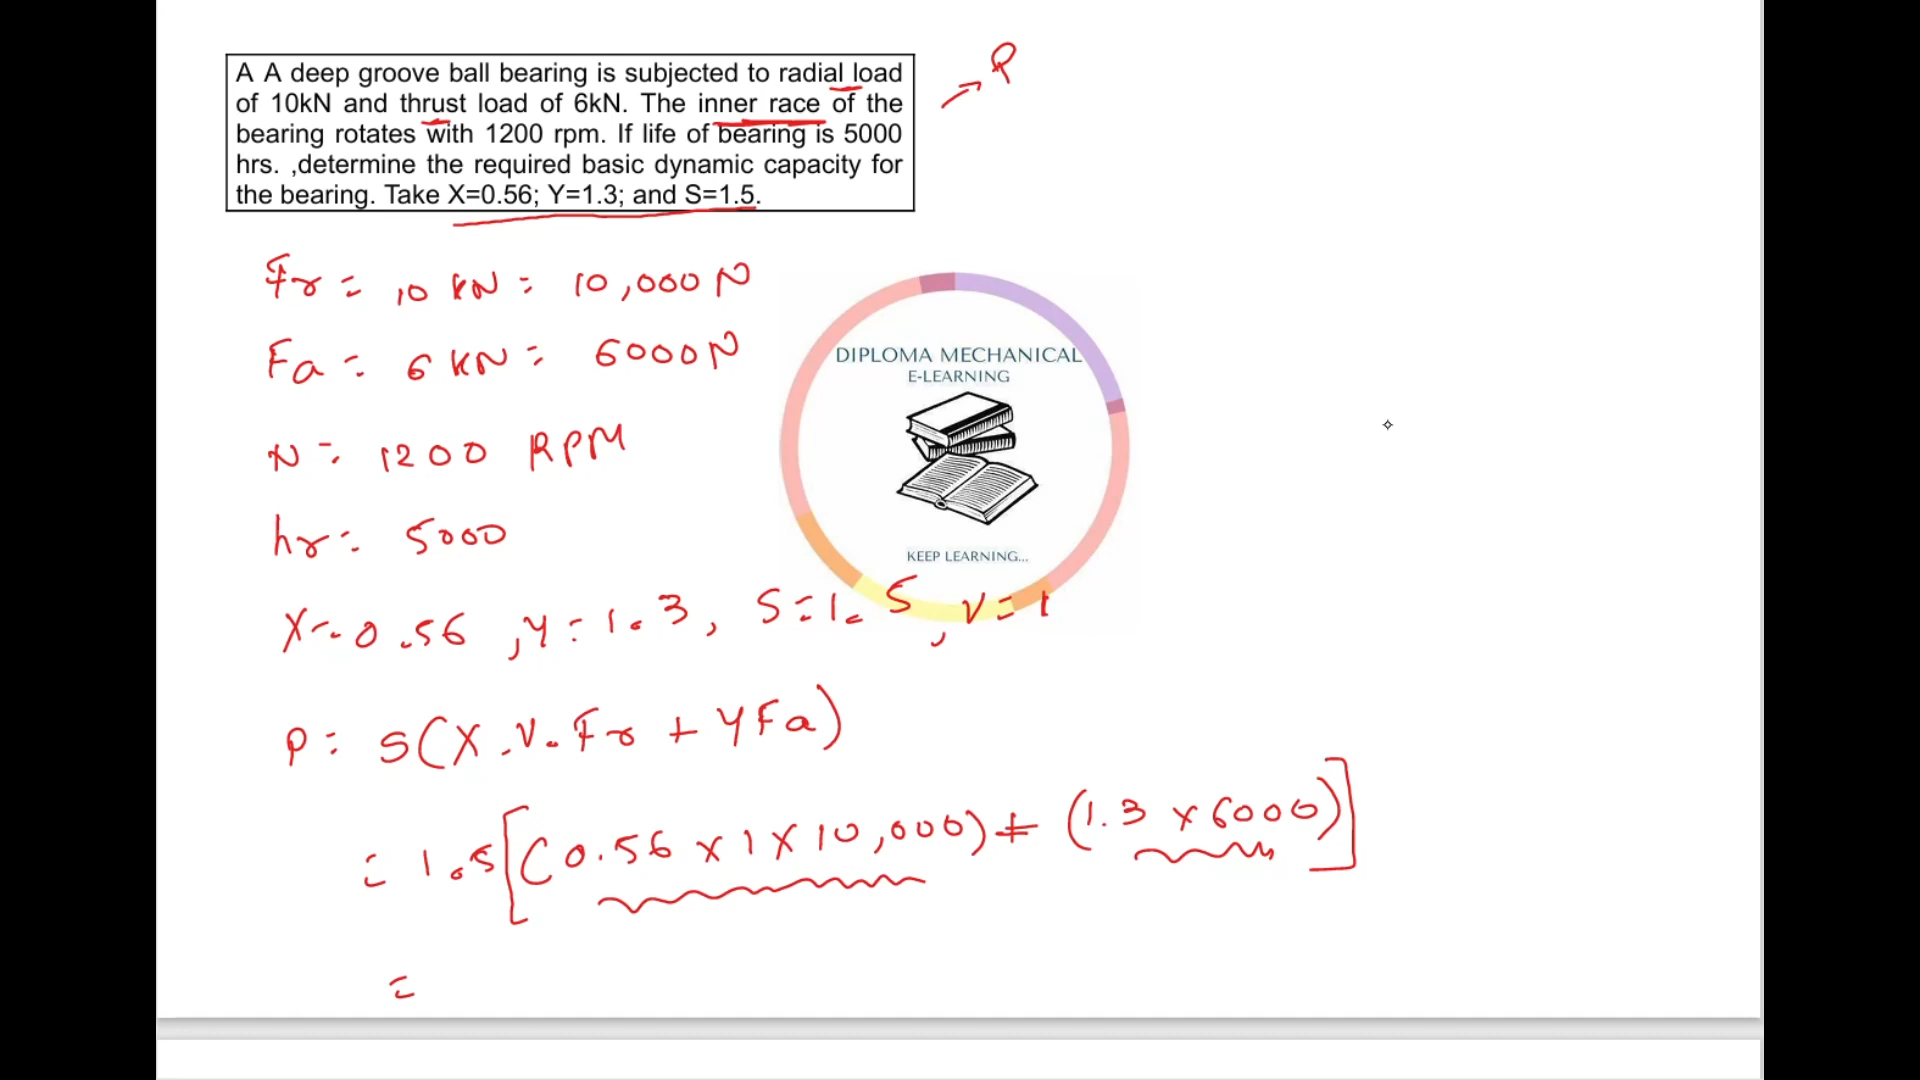 A A deep groove ball bearing is subjected to radial load
of 10kN and thrust load of 6kN. The inner race of the
bearing rotates with 1200 rpm. If life of bearing is 5000
hrs. ,determine the required basic dynamic capacity for
the bearing. Take X=0.56; Y=1.3; and S=1.5.
P
Fr = 10 kN = 10,000 N
Fa = 6 kN = 6000 N
N = 1200 RPM
hr = 5000
X = 0.56 , Y = 1.3 , S = 1.5 , V = 1
P = S(X.V.Fr + YFa)
= 1.5[(0.56 x 1 x 10,000) + (1.3 x 6000)]
=
DIPLOMA MECHANICAL
E-LEARNING
KEEP LEARNING...